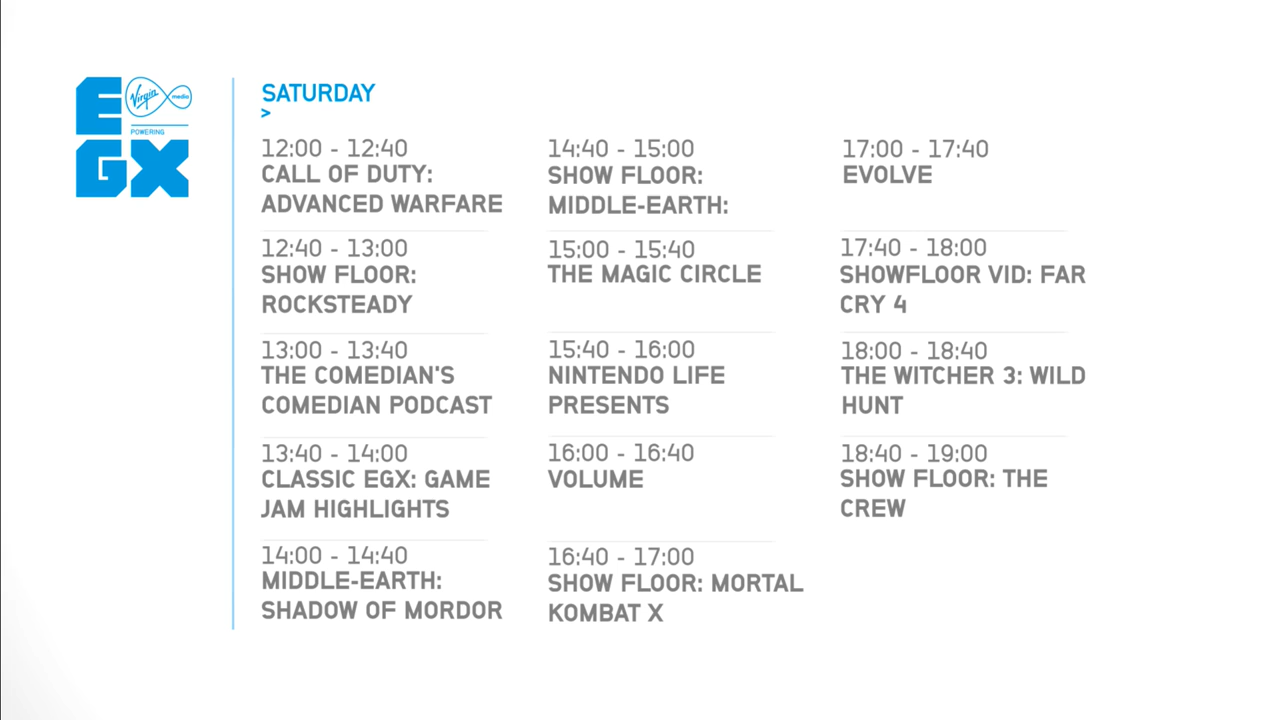 E
Virgin media
POWERING
GX
SATURDAY
>
12:00 - 12:40
CALL OF DUTY:
ADVANCED WARFARE
12:40 - 13:00
SHOW FLOOR:
ROCKSTEADY
13:00 - 13:40
THE COMEDIAN'S
COMEDIAN PODCAST
13:40 - 14:00
CLASSIC EGX: GAME
JAM HIGHLIGHTS
14:00 - 14:40
MIDDLE-EARTH:
SHADOW OF MORDOR
14:40 - 15:00
SHOW FLOOR:
MIDDLE-EARTH:
15:00 - 15:40
THE MAGIC CIRCLE
15:40 - 16:00
NINTENDO LIFE
PRESENTS
16:00 - 16:40
VOLUME
16:40 - 17:00
SHOW FLOOR: MORTAL
KOMBAT X
17:00 - 17:40
EVOLVE
17:40 - 18:00
SHOWFLOOR VID: FAR
CRY 4
18:00 - 18:40
THE WITCHER 3: WILD
HUNT
18:40 - 19:00
SHOW FLOOR: THE
CREW